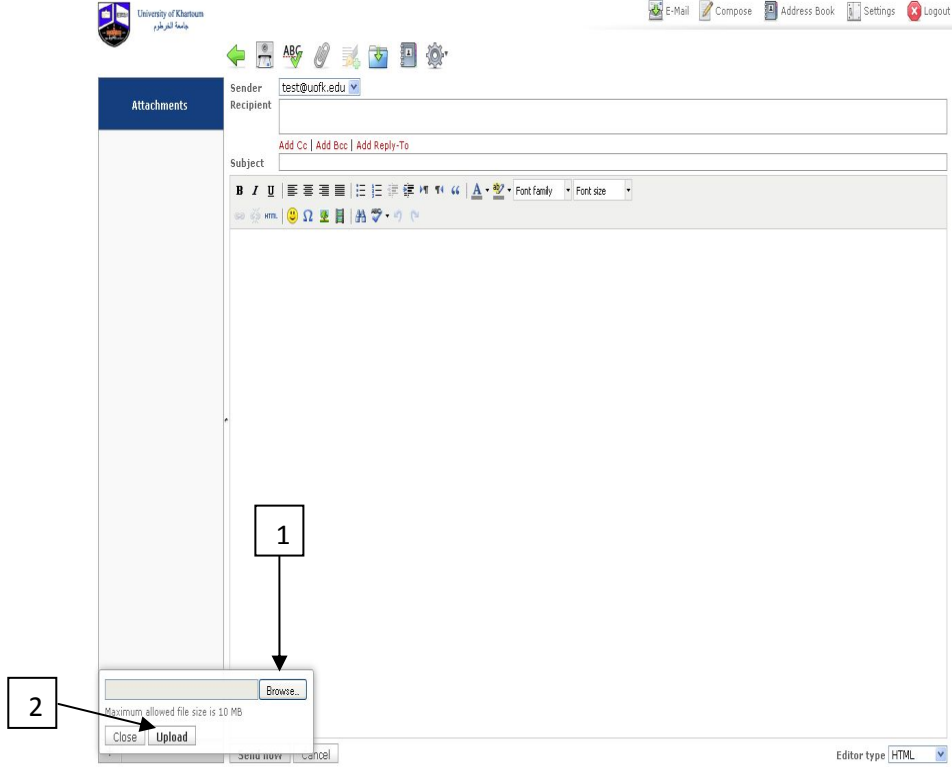 University of Khartoum
جامعة الخرطوم
E-Mail Compose Address Book Settings Logout
ABC
Sender test@uofk.edu
Attachments
Recipient
Add Cc | Add Bcc | Add Reply-To
Subject
B I U Font family Font size
HTML Ω
1
Browse..
2
Maximum allowed file size is 10 MB
Close Upload
Send now Cancel
Editor type HTML